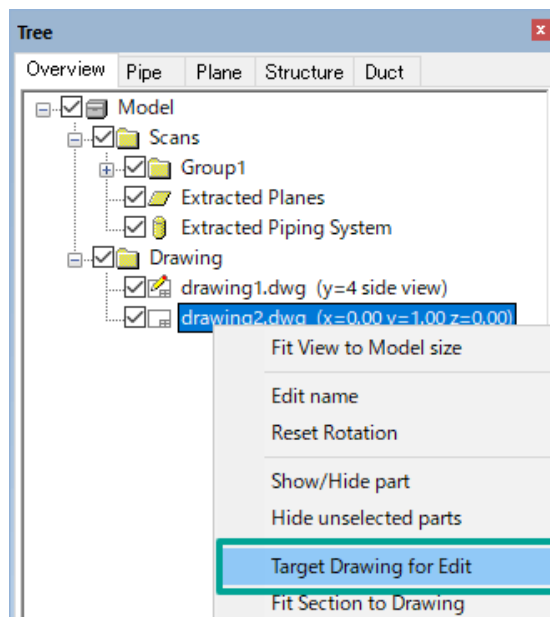 Tree
Overview Pipe Plane Structure Duct
Model
Scans
Group1
Extracted Planes
Extracted Piping System
Drawing
drawing1.dwg (y=4 side view)
drawing2.dwg (x=0.00 y=1.00 z=0.00)
Fit View to Model size
Edit name
Reset Rotation
Show/Hide part
Hide unselected parts
Target Drawing for Edit
Fit Section to Drawing